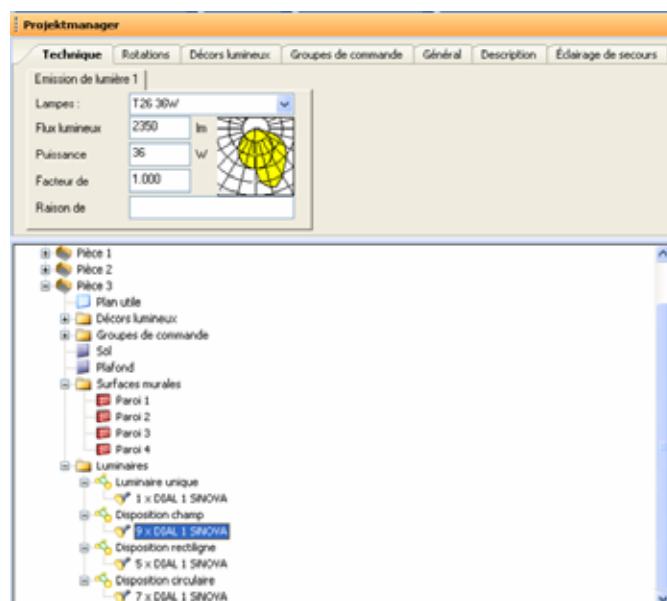 Projektmanager
Technique Rotations Décors lumineux Groupes de commande Général Description Éclairage de secours
Emission de lumière 1
Lampes : T26 36W
Flux lumineux 2350 lm
Puissance 36 W
Facteur de 1.000
Raison de
Pièce 1
Pièce 2
Pièce 3
Plan utile
Décors lumineux
Groupes de commande
Sol
Plafond
Surfaces murales
Paroi 1
Paroi 2
Paroi 3
Paroi 4
Luminaires
Luminaire unique
1 x DIAL 1 SINOVA
Disposition champ
9 x DIAL 1 SINOVA
Disposition rectiligne
5 x DIAL 1 SINOVA
Disposition circulaire
7 x DIAL 1 SINOVA